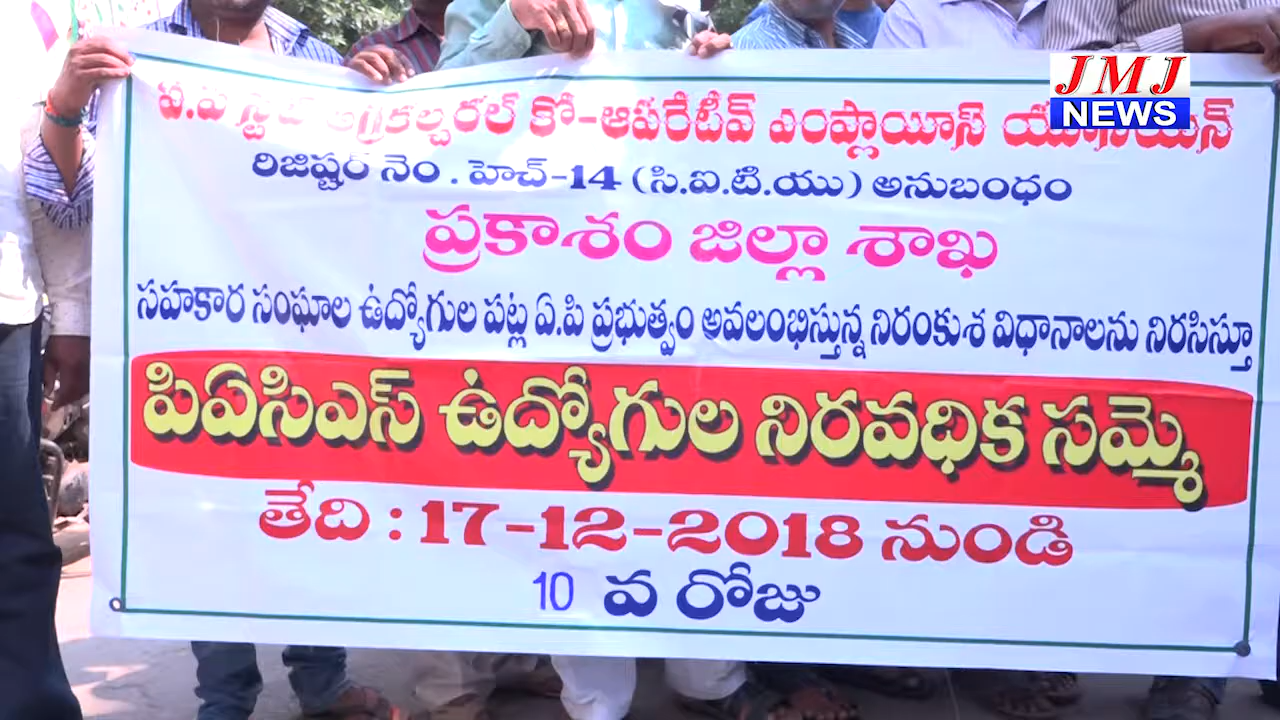 JMJ
NEWS
ఏ.పి స్టేట్ అగ్రికల్చరల్ కో-ఆపరేటీవ్ ఎంప్లాయీస్ యూనియన్
రిజిష్టర్ నెం. హెచ్-14 (సి.ఐ.టి.యు) అనుబంధం
ప్రకాశం జిల్లా శాఖ
సహకార సంఘాల ఉద్యోగుల పట్ల ఏ.పి ప్రభుత్వం అవలంభిస్తున్న నిరంకుశ విధానాలను నిరసిస్తూ
పిఏసిఎస్ ఉద్యోగుల నిరవధిక సమ్మె
తేది : 17-12-2018 నుండి
10 వ రోజు